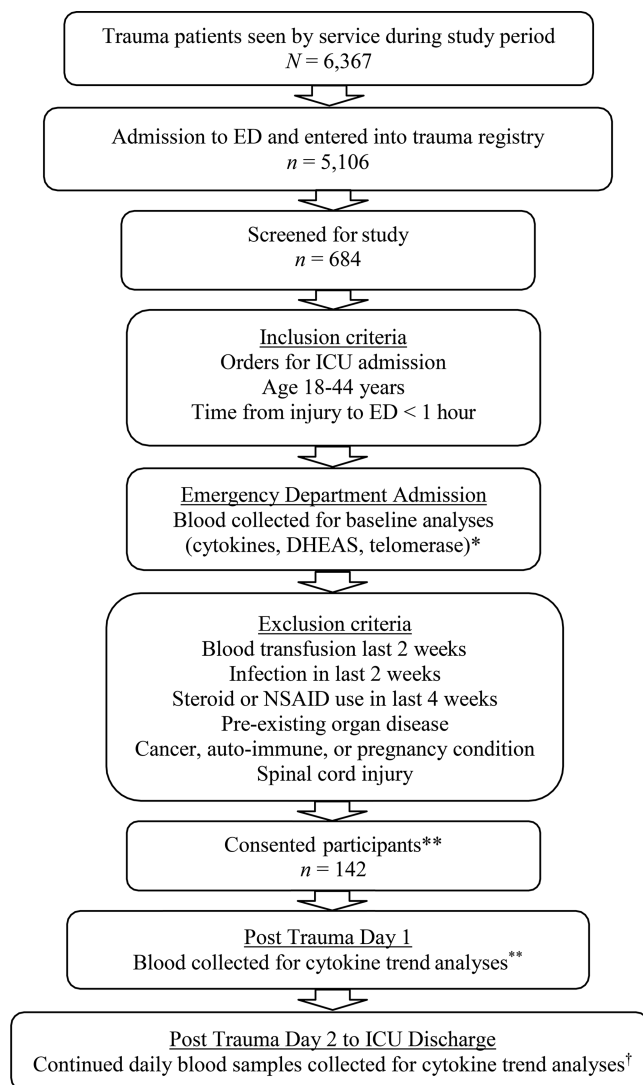 Trauma patients seen by service during study period
N = 6,367
Admission to ED and entered into trauma registry
n = 5,106
Screened for study
n = 684
Inclusion criteria
Orders for ICU admission
Age 18-44 years
Time from injury to ED < 1 hour
Emergency Department Admission
Blood collected for baseline analyses
(cytokines, DHEAS, telomerase)*
Exclusion criteria
Blood transfusion last 2 weeks
Infection in last 2 weeks
Steroid or NSAID use in last 4 weeks
Pre-existing organ disease
Cancer, auto-immune, or pregnancy condition
Spinal cord injury
Consented participants**
n = 142
Post Trauma Day 1
Blood collected for cytokine trend analyses**
Post Trauma Day 2 to ICU Discharge
Continued daily blood samples collected for cytokine trend analyses†